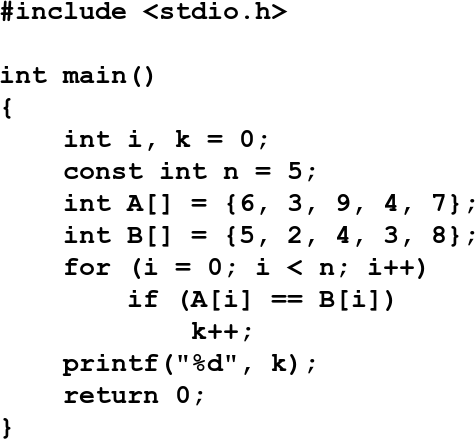 #include <stdio.h>

int main()
{
    int i, k = 0;
    const int n = 5;
    int A[] = {6, 3, 9, 4, 7};
    int B[] = {5, 2, 4, 3, 8};
    for (i = 0; i < n; i++)
        if (A[i] == B[i])
            k++;
    printf("%d", k);
    return 0;
}